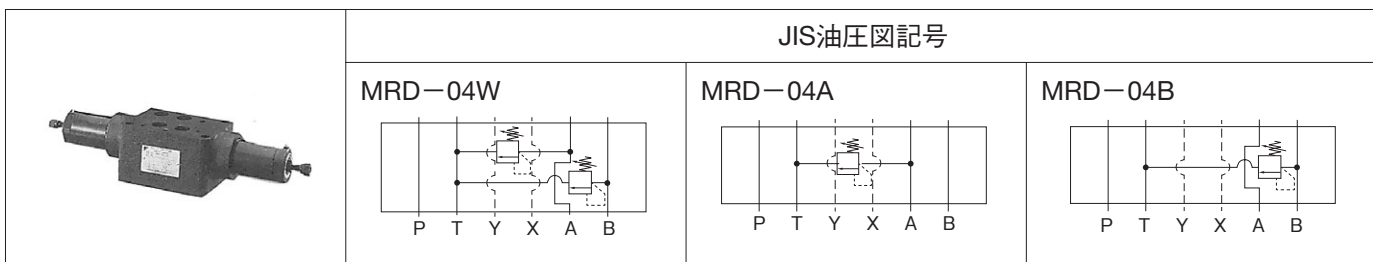 JIS油圧図記号
MRD－04W
MRD－04A
MRD－04B
P T Y X A B
P T Y X A B
P T Y X A B